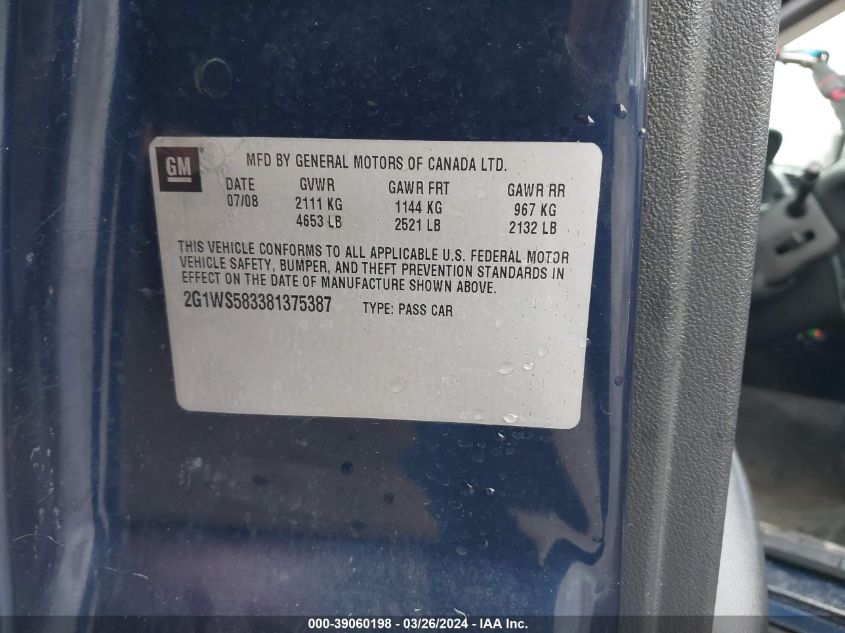 GM
MFD BY GENERAL MOTORS OF CANADA LTD.
DATE GVWR GAWR FRT GAWR RR
07/08 2111 KG 1144 KG 967 KG
4653 LB 2521 LB 2132 LB
THIS VEHICLE CONFORMS TO ALL APPLICABLE U.S. FEDERAL MOTOR
VEHICLE SAFETY, BUMPER, AND THEFT PREVENTION STANDARDS IN
EFFECT ON THE DATE OF MANUFACTURE SHOWN ABOVE.
2G1WS583381375387 TYPE: PASS CAR
000-39060198 - 03/26/2024 - IAA Inc.